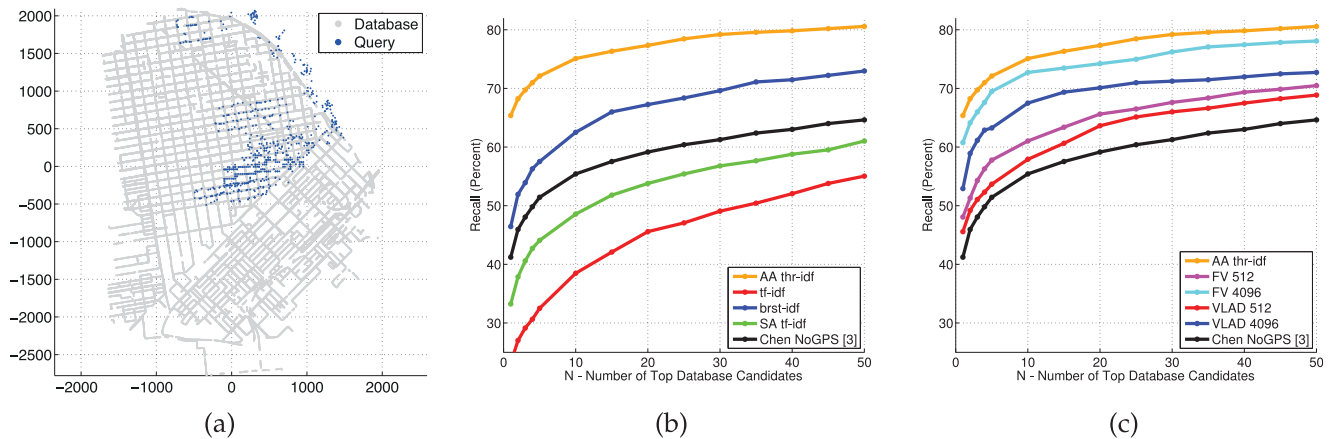 2000
1500
1000
500
0
−500
−1000
−1500
−2000
−2500
−2000 −1000 0 1000 2000
Database
Query
(a)
Recall (Percent)
80
70
60
50
40
30
10 20 30 40 50
N - Number of Top Database Candidates
AA thr-idf
tf-idf
brst-idf
SA tf-idf
Chen NoGPS [3]
(b)
Recall (Percent)
80
70
60
50
40
30
0 10 20 30 40 50
N - Number of Top Database Candidates
AA thr-idf
FV 512
FV 4096
VLAD 512
VLAD 4096
Chen NoGPS [3]
(c)